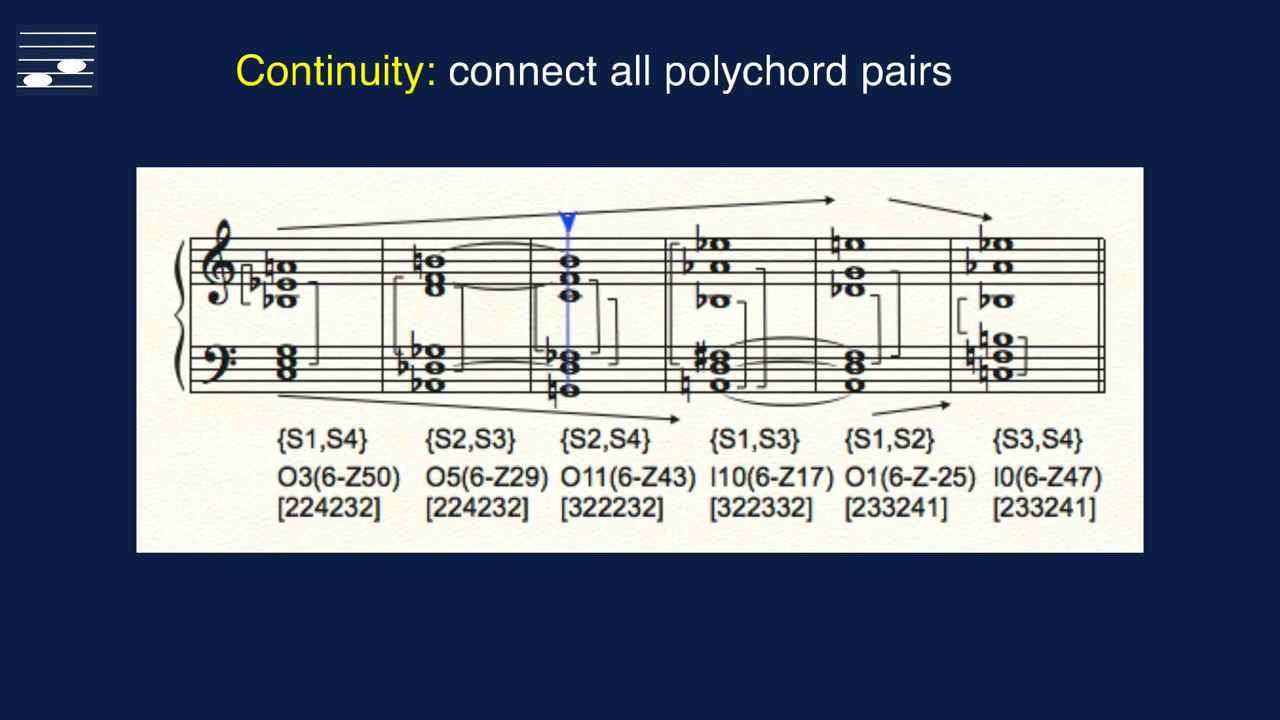 Continuity: connect all polychord pairs
{S1,S4} {S2,S3} {S2,S4} {S1,S3} {S1,S2} {S3,S4}
O3(6-Z50) O5(6-Z29) O11(6-Z43) I10(6-Z17) O1(6-Z-25) I0(6-Z47)
[224232] [224232] [322232] [322332] [233241] [233241]